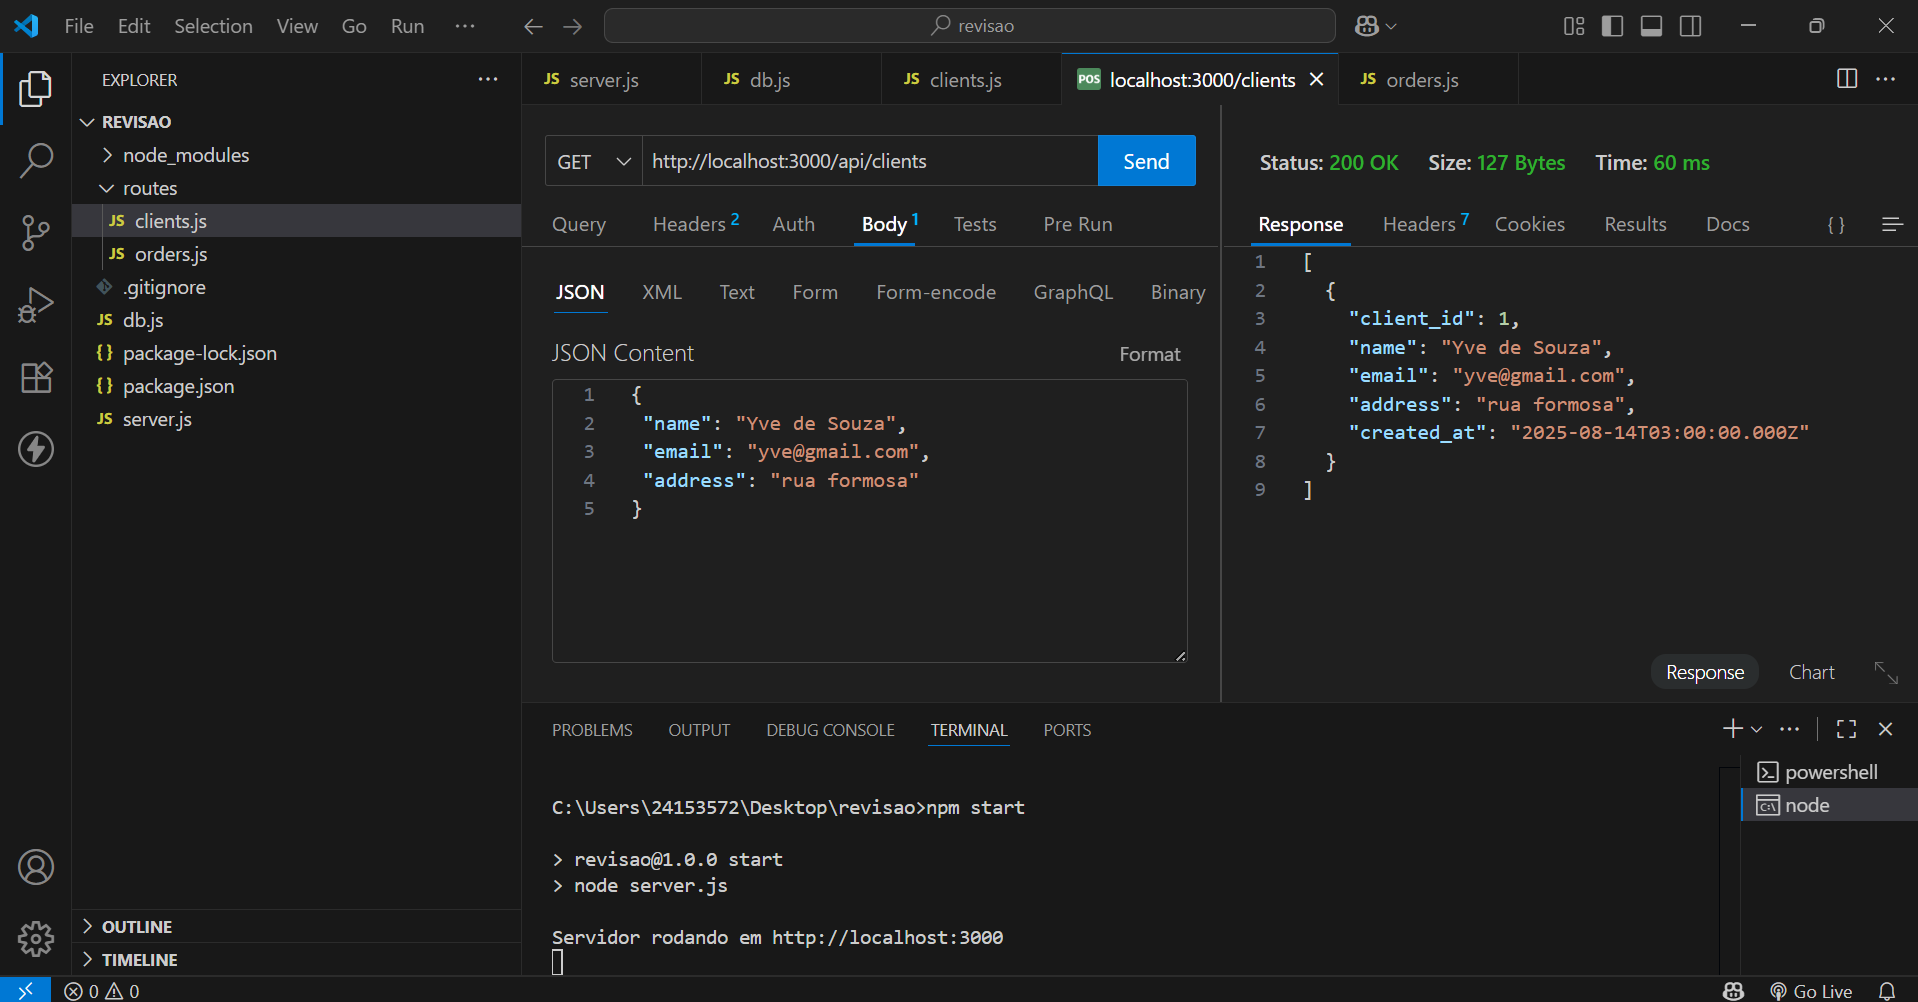 File Edit Selection View Go Run ··· revisao
EXPLORER
REVISAO
node_modules
routes
JS clients.js
JS orders.js
.gitignore
JS db.js
{} package-lock.json
{} package.json
JS server.js
OUTLINE
TIMELINE
JS server.js JS db.js JS clients.js POS localhost:3000/clients JS orders.js
GET http://localhost:3000/api/clients Send
Query Headers 2 Auth Body 1 Tests Pre Run
JSON XML Text Form Form-encode GraphQL Binary
JSON Content Format
1 {
2 "name": "Yve de Souza",
3 "email": "yve@gmail.com",
4 "address": "rua formosa"
5 }
Status: 200 OK Size: 127 Bytes Time: 60 ms
Response Headers 7 Cookies Results Docs {}
1 [
2 {
3 "client_id": 1,
4 "name": "Yve de Souza",
5 "email": "yve@gmail.com",
6 "address": "rua formosa",
7 "created_at": "2025-08-14T03:00:00.000Z"
8 }
9 ]
Response Chart
PROBLEMS OUTPUT DEBUG CONSOLE TERMINAL PORTS
C:\Users\24153572\Desktop\revisao>npm start
> revisao@1.0.0 start
> node server.js
Servidor rodando em http://localhost:3000
powershell
node
0 0 Go Live